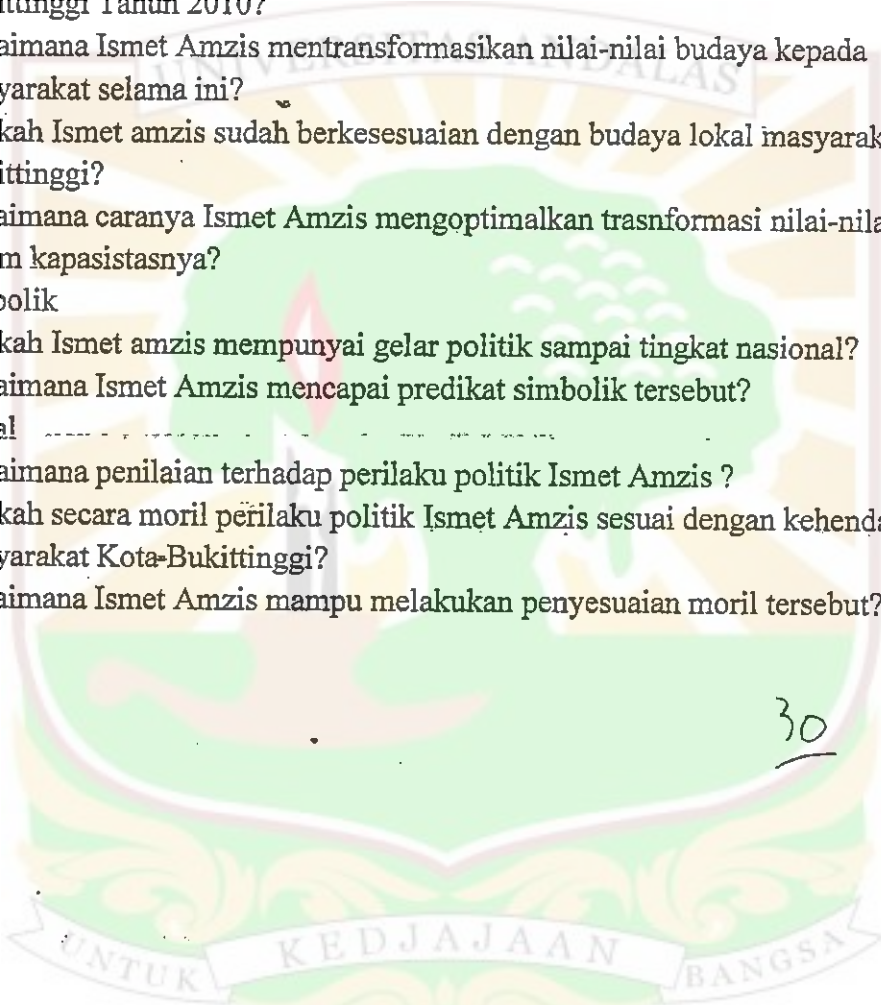 ittinggi Tahun 2010?
aimana Ismet Amzis mentransformasikan nilai-nilai budaya kepada
yarakat selama ini?
kah Ismet amzis sudah berkesesuaian dengan budaya lokal masyarak
ittinggi?
aimana caranya Ismet Amzis mengoptimalkan trasnformasi nilai-nila
m kapasistasnya?
bolik
kah Ismet amzis mempunyai gelar politik sampai tingkat nasional?
aimana Ismet Amzis mencapai predikat simbolik tersebut?
al
aimana penilaian terhadap perilaku politik Ismet Amzis ?
kah secara moril perilaku politik Ismet Amzis sesuai dengan kehenda
yarakat Kota-Bukittinggi?
aimana Ismet Amzis mampu melakukan penyesuaian moril tersebut?
30
UNIVERSITAS ANDALAS
UNTUK KEDJAJAAN BANGSA